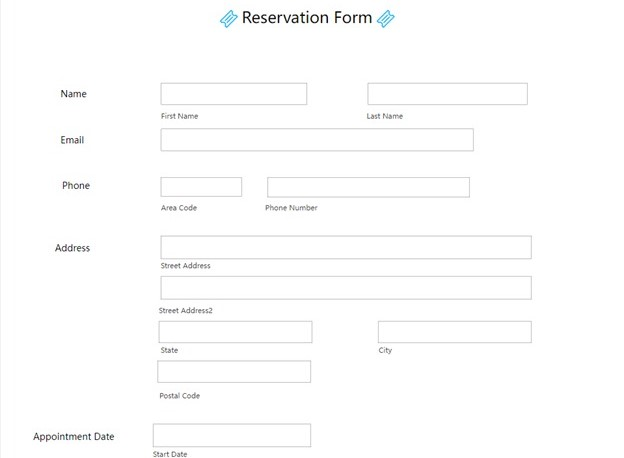 Reservation Form
Name
First Name Last Name
Email
Phone
Area Code Phone Number
Address
Street Address
Street Address2
State City
Postal Code
Appointment Date
Start Date